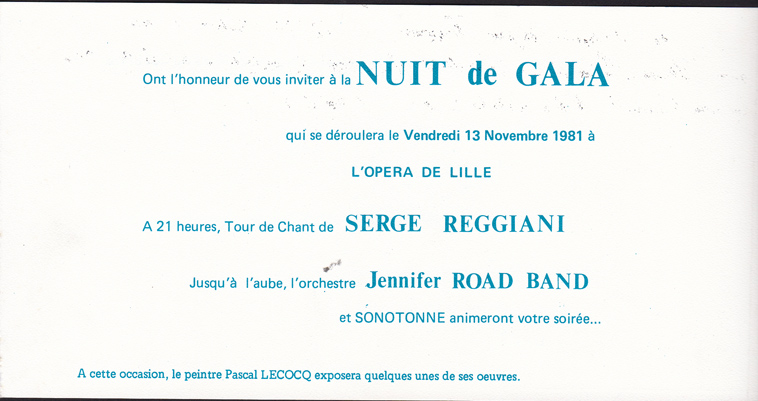 Ont l'honneur de vous inviter à la NUIT de GALA
qui se déroulera le Vendredi 13 Novembre 1981 à
L'OPERA DE LILLE
A 21 heures, Tour de Chant de SERGE REGGIANI
Jusqu'à l'aube, l'orchestre Jennifer ROAD BAND
et SONOTONNE animeront votre soirée...
A cette occasion, le peintre Pascal LECOCQ exposera quelques unes de ses oeuvres.